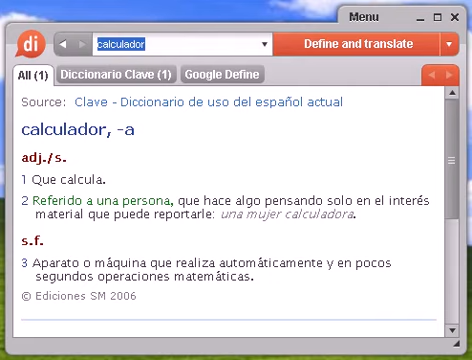 Menu
di
calculador
Define and translate
All (1)
Diccionario Clave (1)
Google Define
Source: Clave - Diccionario de uso del español actual
calculador, -a
adj./s.
1 Que calcula.
2 Referido a una persona, que hace algo pensando solo en el interés
material que puede reportarle: una mujer calculadora.
s.f.
3 Aparato o máquina que realiza automáticamente y en pocos
segundos operaciones matemáticas.
© Ediciones SM 2006